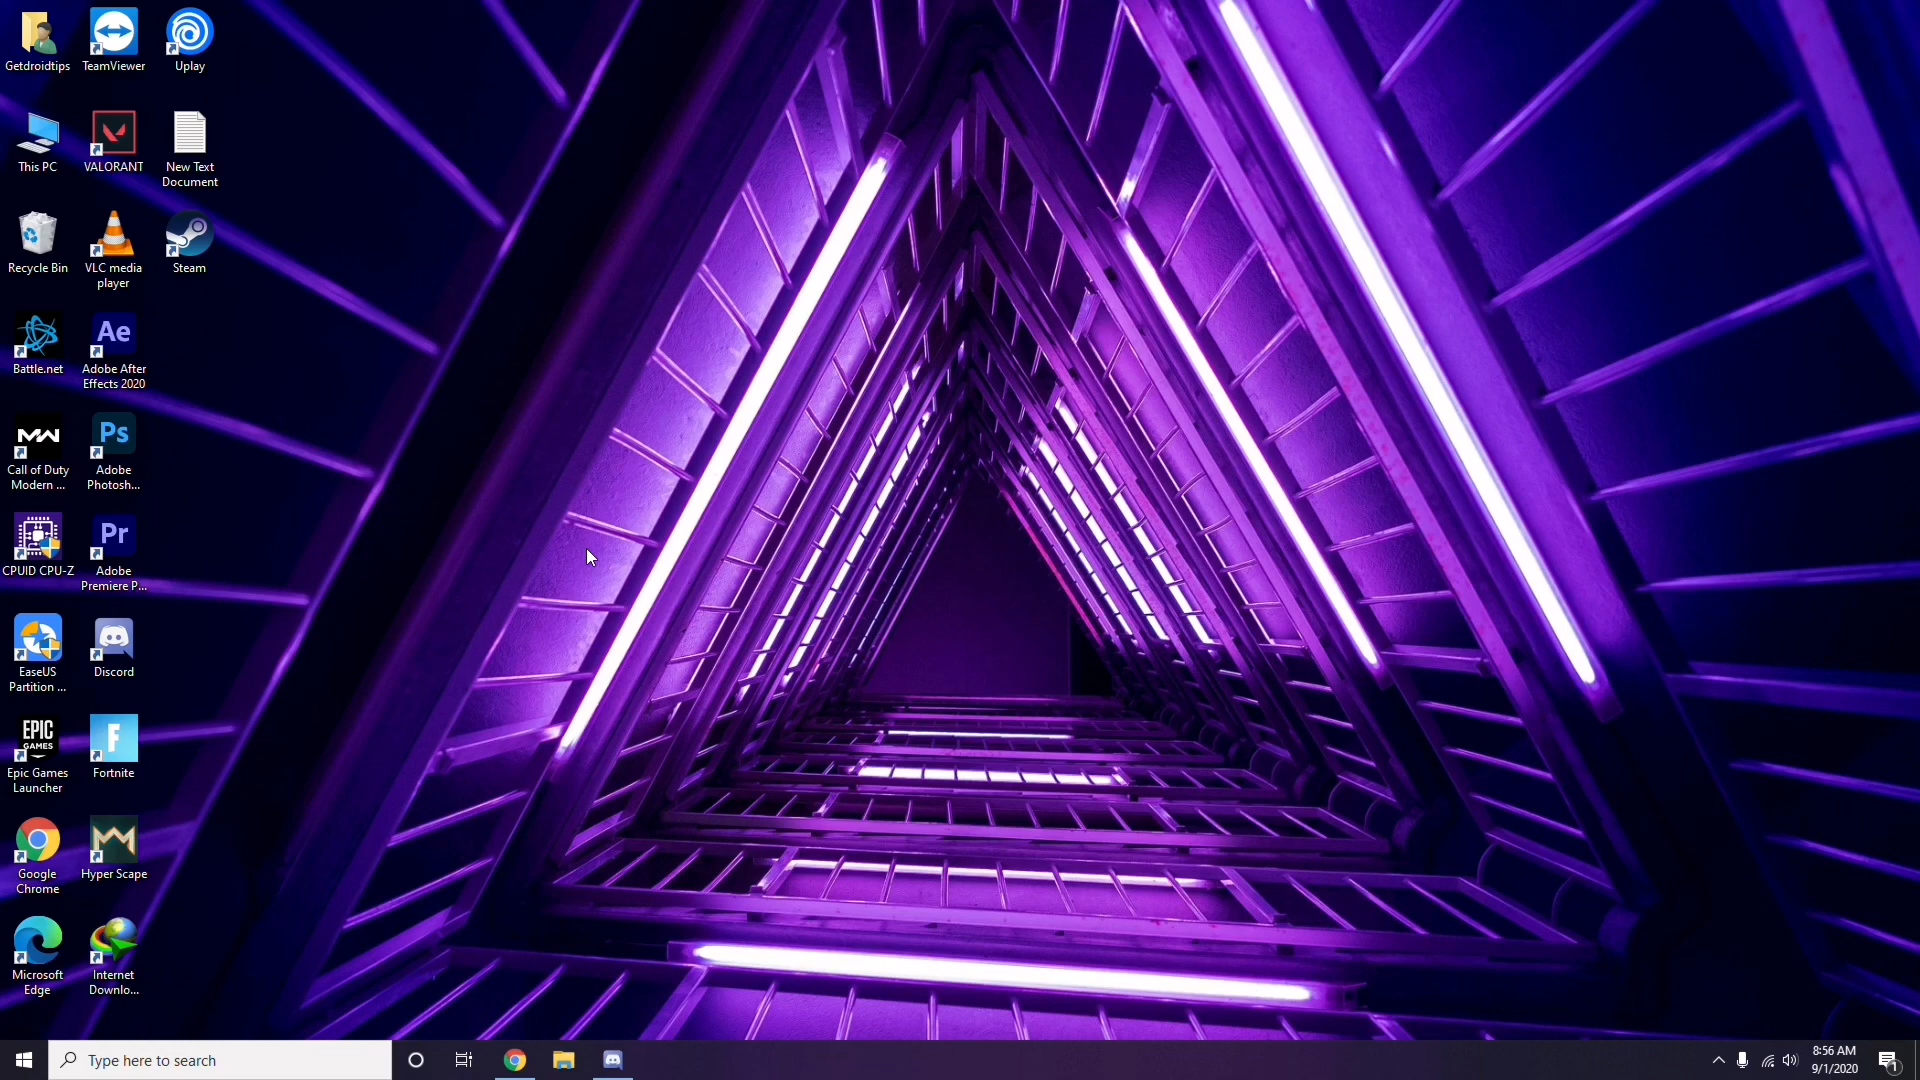 Getdroidtips
TeamViewer
Uplay
This PC
VALORANT
New Text
Document
Recycle Bin
VLC media
player
Steam
Battle.net
Ae
Adobe After
Effects 2020
MW
Call of Duty
Modern ...
Ps
Adobe
Photosh...
CPUID CPU-Z
Pr
Adobe
Premiere P...
EaseUS
Partition ...
Discord
EPIC
GAMES
Epic Games
Launcher
F
Fortnite
Google
Chrome
Hyper Scape
Microsoft
Edge
Internet
Downlo...
Type here to search
8:56 AM
9/1/2020
1